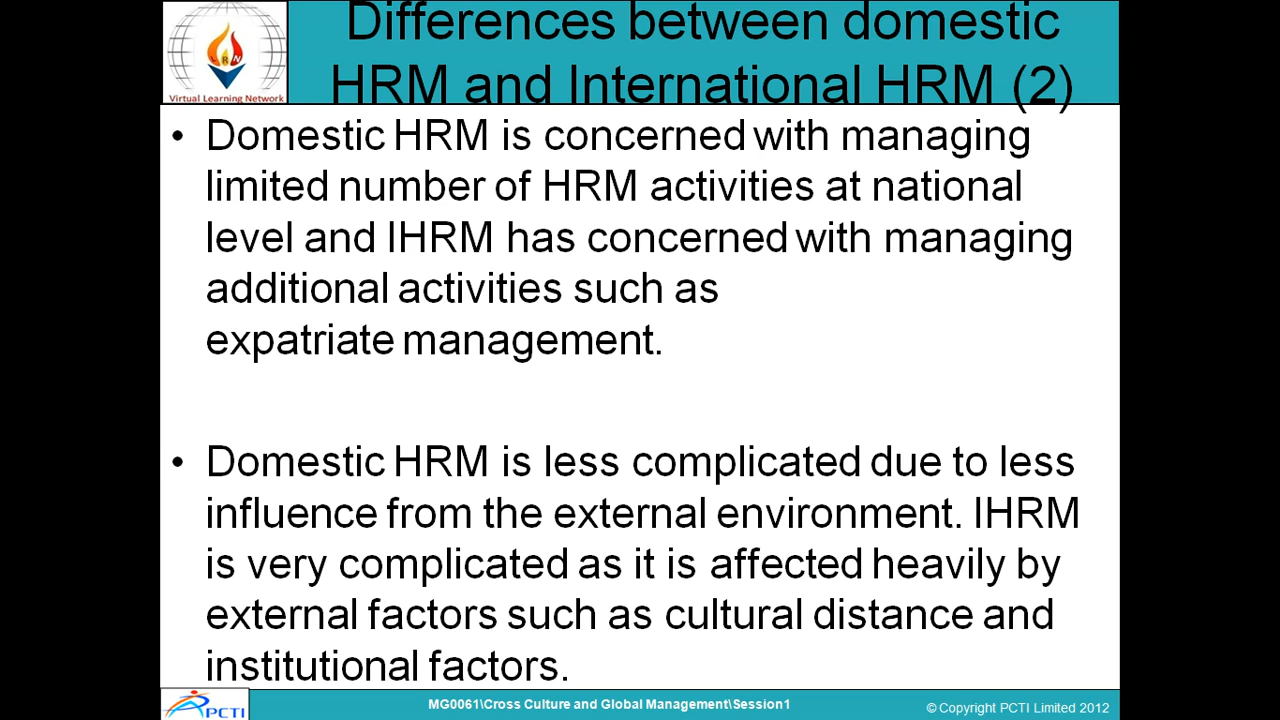 Differences between domestic
HRM and International HRM (2)
VRN
Virtual Learning Network
• Domestic HRM is concerned with managing
limited number of HRM activities at national
level and IHRM has concerned with managing
additional activities such as
expatriate management.
• Domestic HRM is less complicated due to less
influence from the external environment. IHRM
is very complicated as it is affected heavily by
external factors such as cultural distance and
institutional factors.
PCTI
MG0061\Cross Culture and Global Management\Session1
© Copyright PCTI Limited 2012